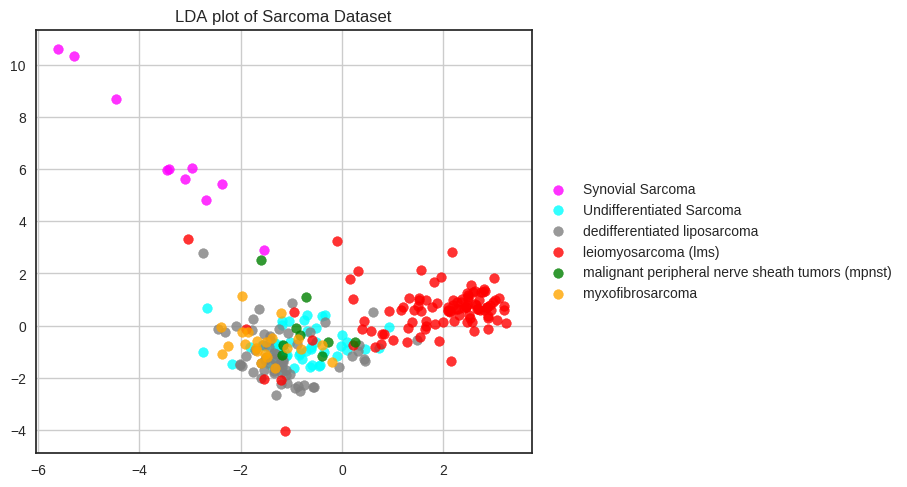 LDA plot of Sarcoma Dataset
10
8
6
4
2
0
−2
−4
−6
−4
−2
0
2
Synovial Sarcoma
Undifferentiated Sarcoma
dedifferentiated liposarcoma
leiomyosarcoma (lms)
malignant peripheral nerve sheath tumors (mpnst)
myxofibrosarcoma